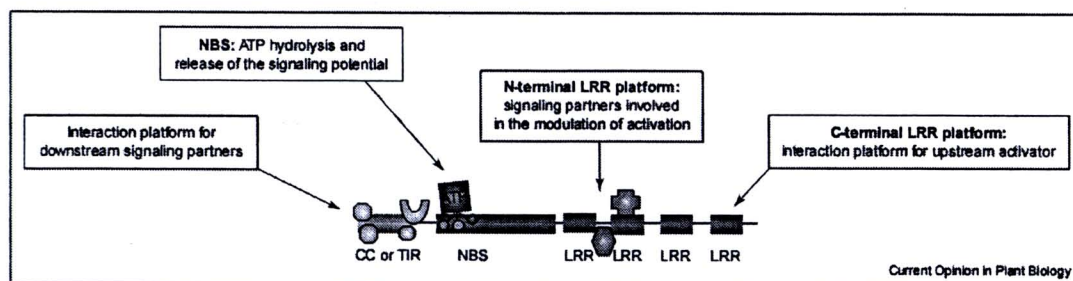 NBS: ATP hydrolysis and
release of the signaling potential
N-terminal LRR platform:
signaling partners involved
in the modulation of activation
Interaction platform for
downstream signaling partners
C-terminal LRR platform:
interaction platform for upstream activator
CC or TIR
NBS
LRR
LRR
LRR
LRR
Current Opinion in Plant Biology